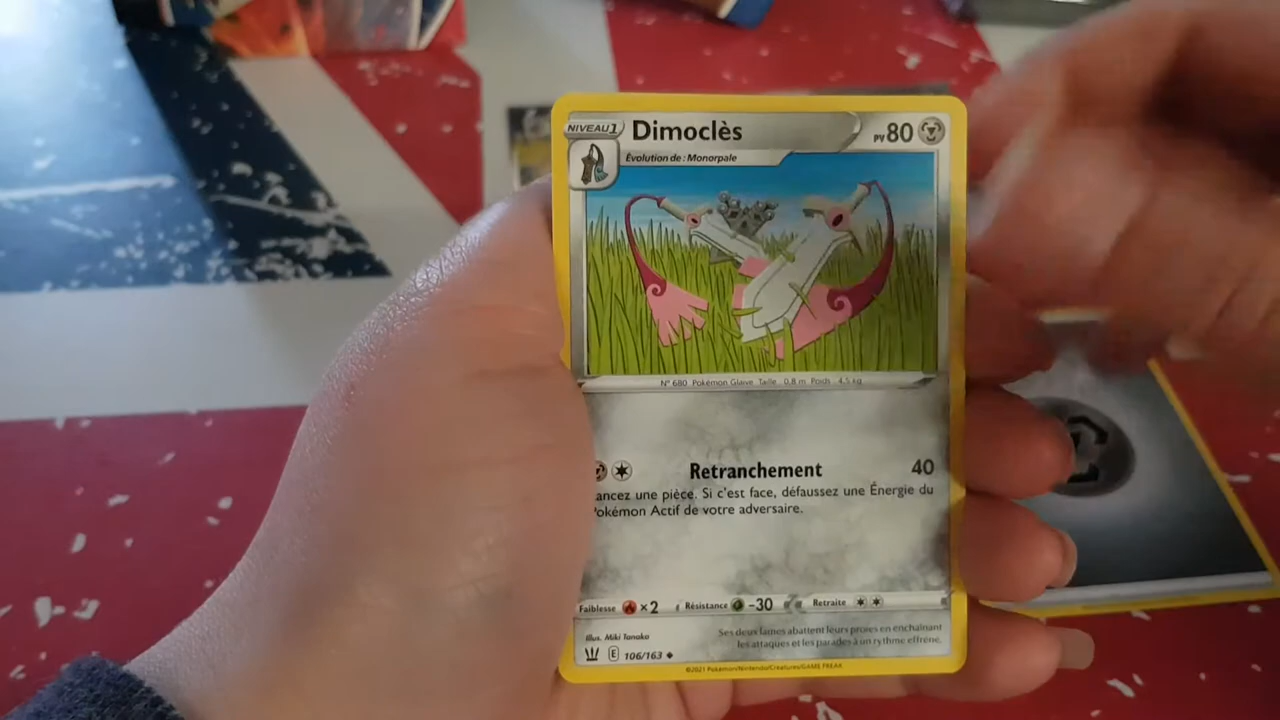 NIVEAU 1 Dimoclès PV 80
Évolution de : Monorpale
N° 680 Pokémon Glaive Taille 0.8 m Poids 4.5 kg
Retranchement 40
ancez une pièce. Si c'est face, défaussez une Énergie du
Pokémon Actif de votre adversaire.
Faiblesse ×2 Résistance -30 Retraite
Illus. Miki Tanaka
Ses deux lames abattent leurs proies en enchaînant
les attaques et les parades à un rythme effréné.
E 106/163
©2021 Pokémon/Nintendo/Creatures/GAME FREAK